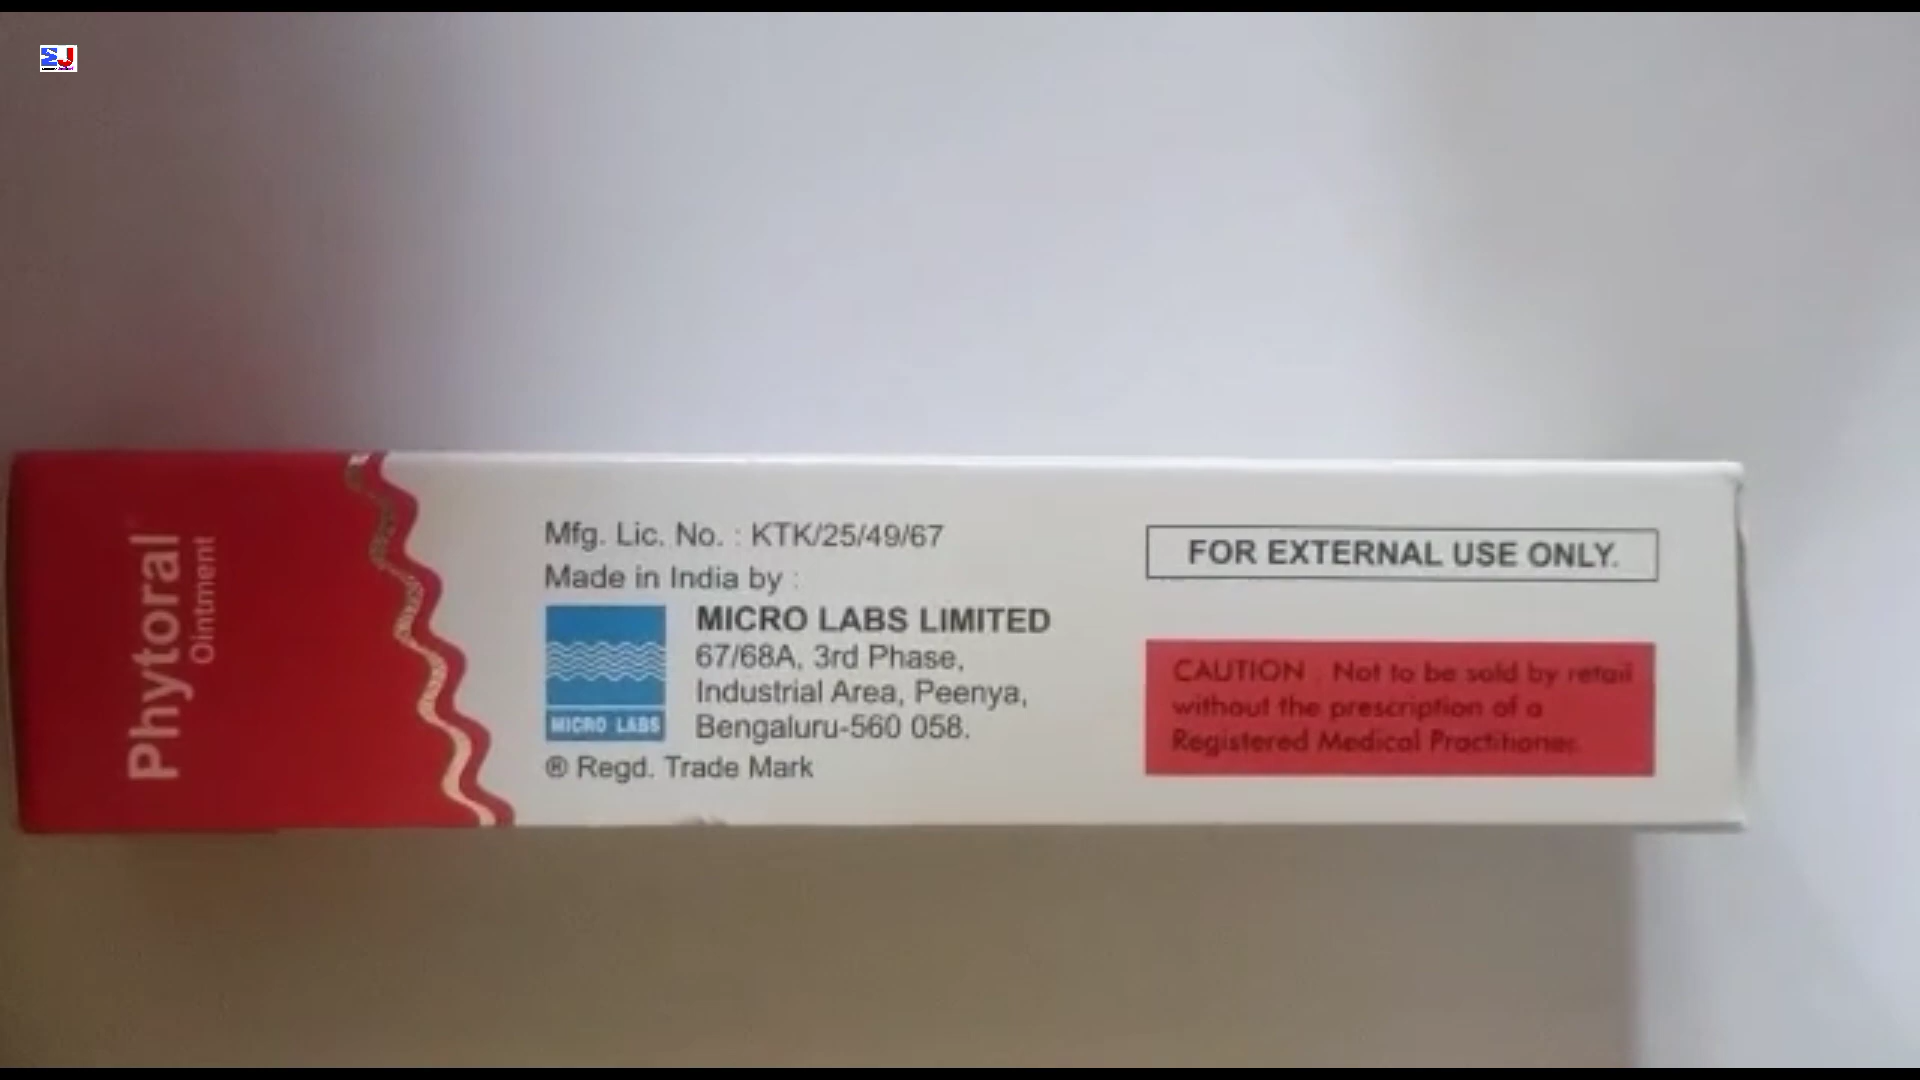 MJ
Phytoral
Ointment
Mfg. Lic. No. : KTK/25/49/67
Made in India by :
MICRO LABS LIMITED
67/68A, 3rd Phase,
Industrial Area, Peenya,
Bengaluru-560 058.
MICRO LABS
® Regd. Trade Mark
FOR EXTERNAL USE ONLY.
CAUTION : Not to be sold by retail
without the prescription of a
Registered Medical Practitioner.